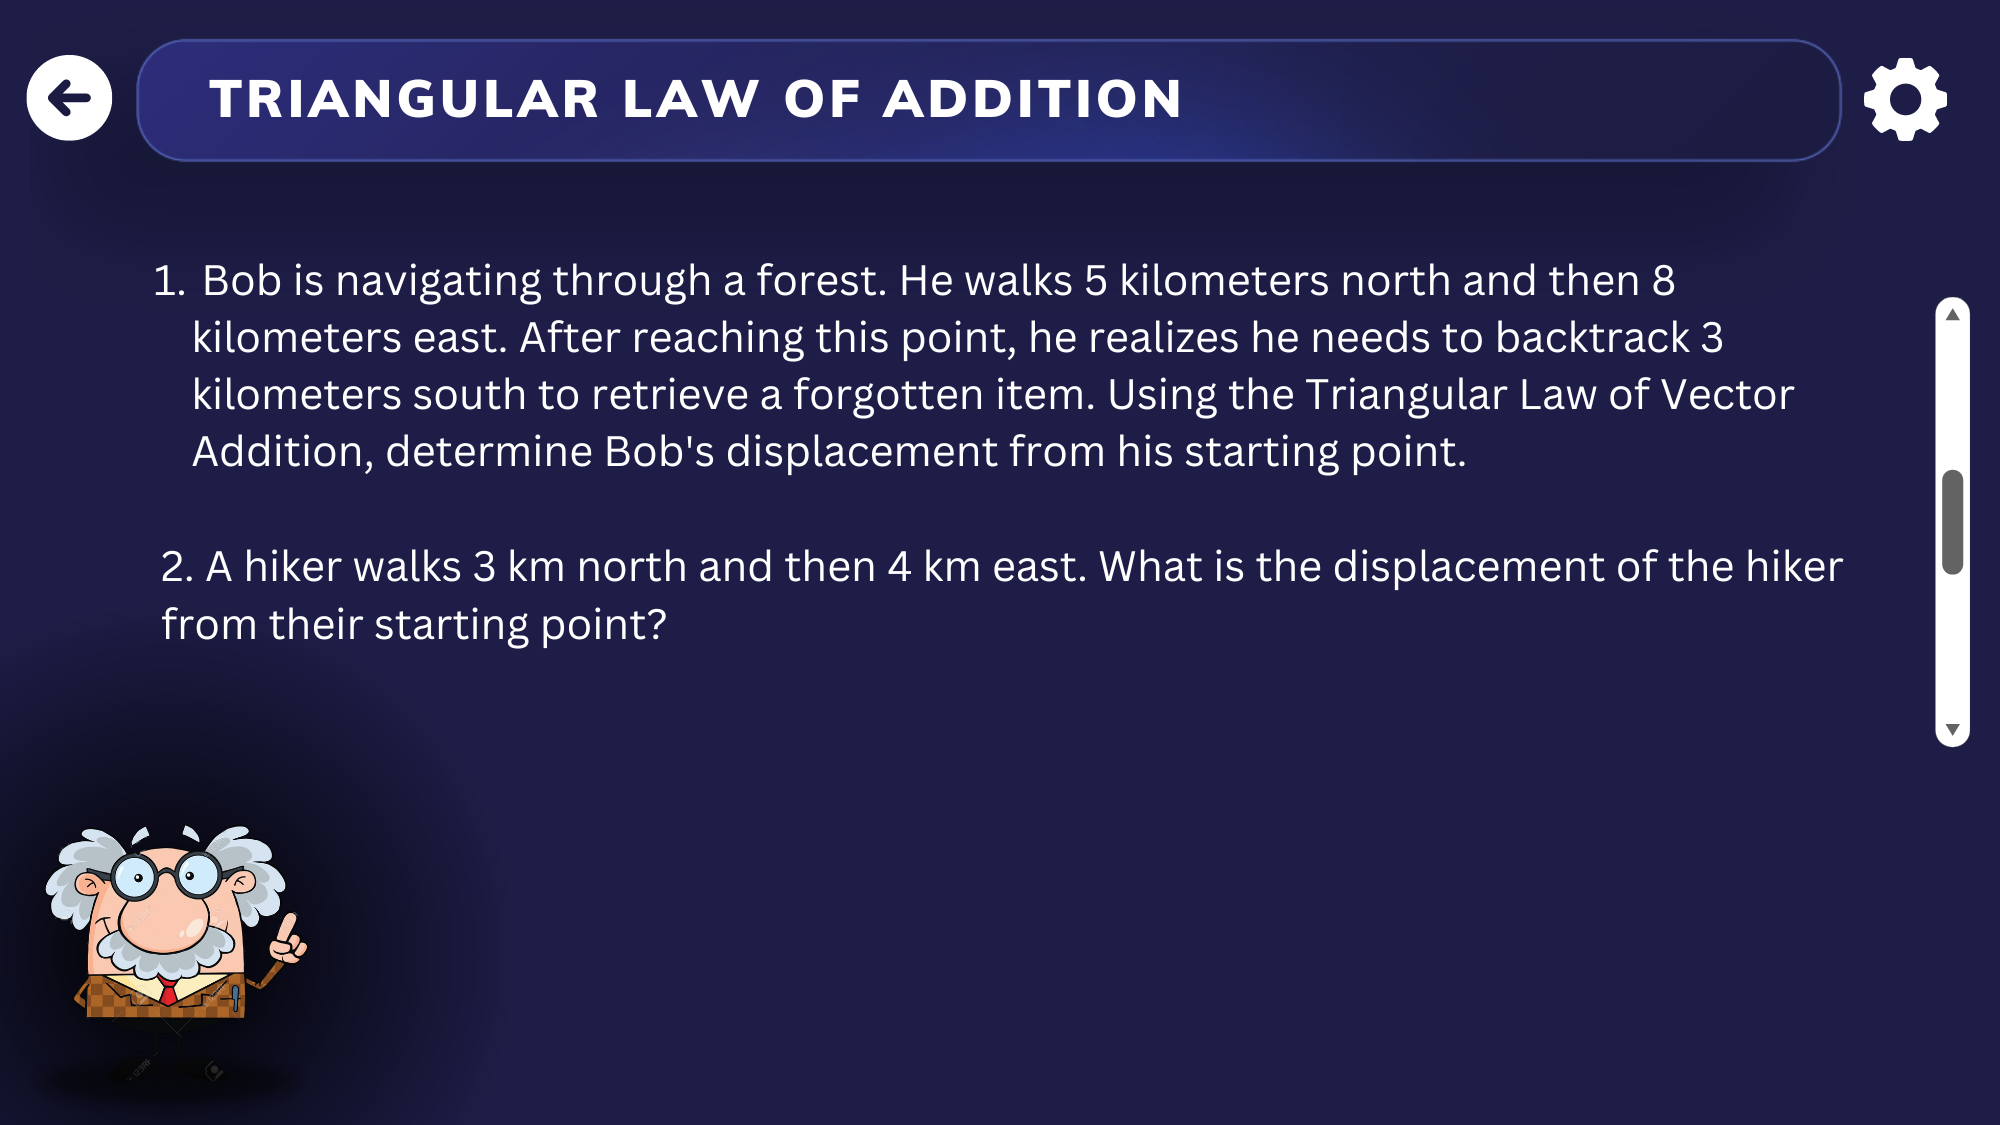 TRIANGULAR LAW OF ADDITION
1. Bob is navigating through a forest. He walks 5 kilometers north and then 8
kilometers east. After reaching this point, he realizes he needs to backtrack 3
kilometers south to retrieve a forgotten item. Using the Triangular Law of Vector
Addition, determine Bob's displacement from his starting point.
2. A hiker walks 3 km north and then 4 km east. What is the displacement of the hiker
from their starting point?